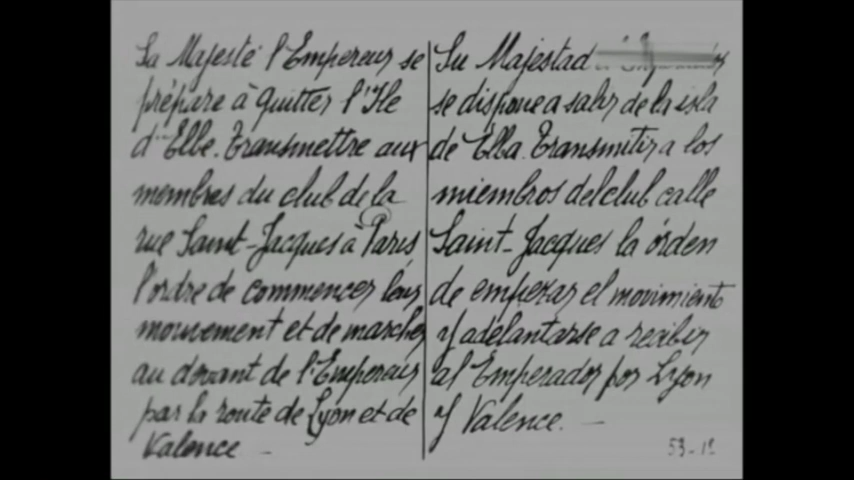 Sa Majesté l'Empereur se
prépare à quitter l'Ile
d'Elbe. Transmettre aux
membres du club de la
rue Saint-Jacques à Paris
l'ordre de commencer leur
mouvement et de marcher
au devant de l'Empereur
par la route de Lyon et de
Valence. —
Su Majestad
se dispone a salir de la isla
de Elba. Transmitir a los
miembros del club calle
Saint-Jacques la órden
de empezar el movimiento
y adelantarse a recibir
al Emperador por Lyon
y Valence. —